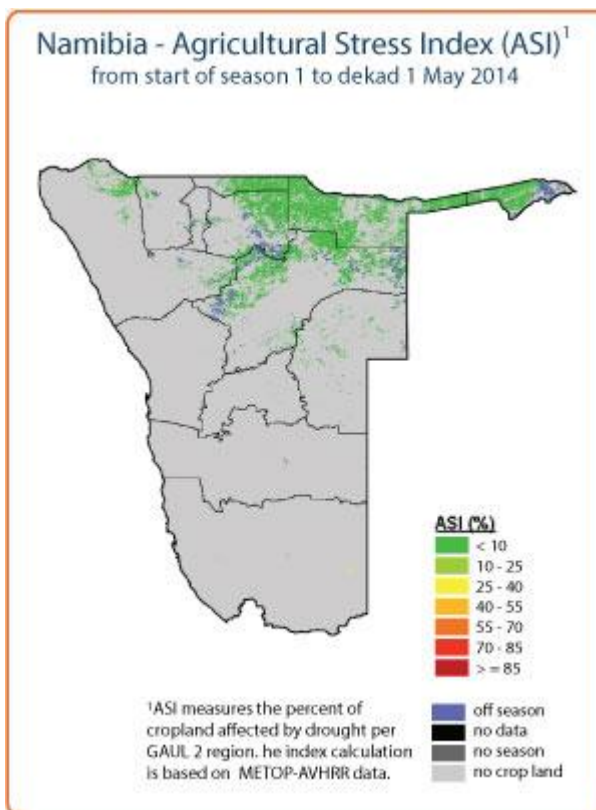 Namibia - Agricultural Stress Index (ASI)1
from start of season 1 to dekad 1 May 2014
ASI (%)
< 10
10 - 25
25 - 40
40 - 55
55 - 70
70 - 85
> = 85
1ASI measures the percent of
cropland affected by drought per
GAUL 2 region. he index calculation
is based on METOP-AVHRR data.
off season
no data
no season
no crop land